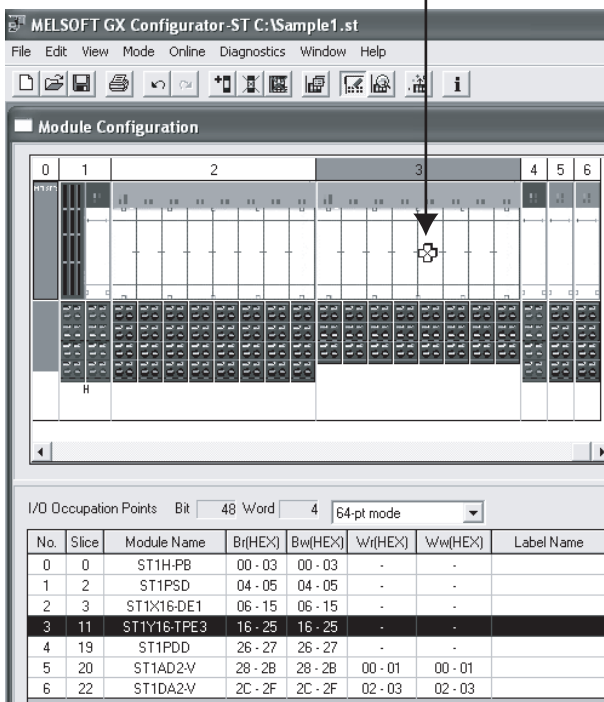 MELSOFT GX Configurator-ST C:\Sample1.st
File Edit View Mode Online Diagnostics Window Help
Module Configuration
0 1 2 3 4 5 6
H
I/O Occupation Points Bit 48 Word 4 64-pt mode
No. Slice Module Name Br(HEX) Bw(HEX) Wr(HEX) Ww(HEX) Label Name
0 0 ST1H-PB 00 - 03 00 - 03 - -
1 2 ST1PSD 04 - 05 04 - 05 - -
2 3 ST1X16-DE1 06 - 15 06 - 15 - -
3 11 ST1Y16-TPE3 16 - 25 16 - 25 - -
4 19 ST1PDD 26 - 27 26 - 27 - -
5 20 ST1AD2-V 28 - 2B 28 - 2B 00 - 01 00 - 01
6 22 ST1DA2-V 2C - 2F 2C - 2F 02 - 03 02 - 03